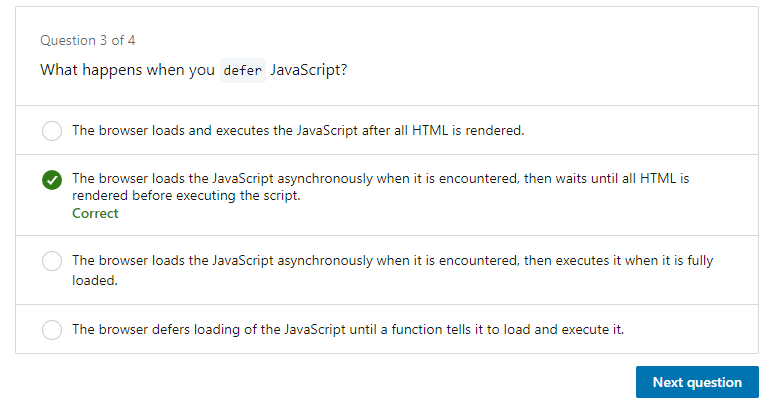 Question 3 of 4
What happens when you defer JavaScript?
The browser loads and executes the JavaScript after all HTML is rendered.
The browser loads the JavaScript asynchronously when it is encountered, then waits until all HTML is
rendered before executing the script.
Correct
The browser loads the JavaScript asynchronously when it is encountered, then executes it when it is fully
loaded.
The browser defers loading of the JavaScript until a function tells it to load and execute it.
Next question